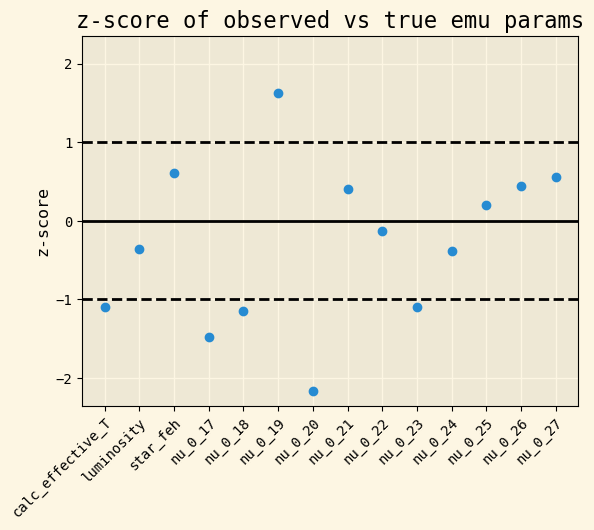 z-score of observed vs true emu params
z-score
2
1
0
−1
−2
calc_effective_T
luminosity
star_feh
nu_0_17
nu_0_18
nu_0_19
nu_0_20
nu_0_21
nu_0_22
nu_0_23
nu_0_24
nu_0_25
nu_0_26
nu_0_27